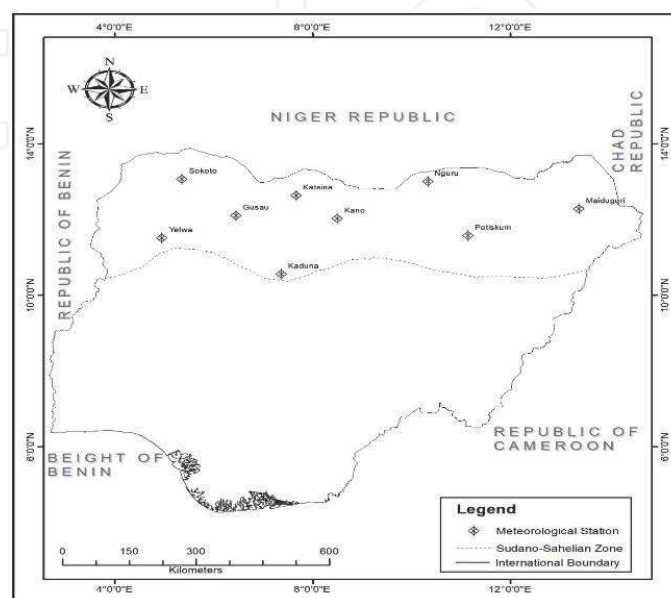 4°0'0"E 8°0'0"E 12°0'0"E
N
W E
S
NIGER REPUBLIC
CHAD
REPUBLIC
REPUBLIC OF BENIN
14°0'0"N 14°0'0"N
Sokoto
Katsina
Nguru
Gusau
Kano
Maiduguri
Yelwa
Potiskum
Kaduna
10°0'0"N 10°0'0"N
6°0'0"N 6°0'0"N
BEIGHT OF
BENIN
REPUBLIC OF
CAMEROON
Legend
Meteorological Station
Sudano-Sahelian Zone
International Boundary
0 150 300 600
Kilometers
4°0'0"E 8°0'0"E 12°0'0"E